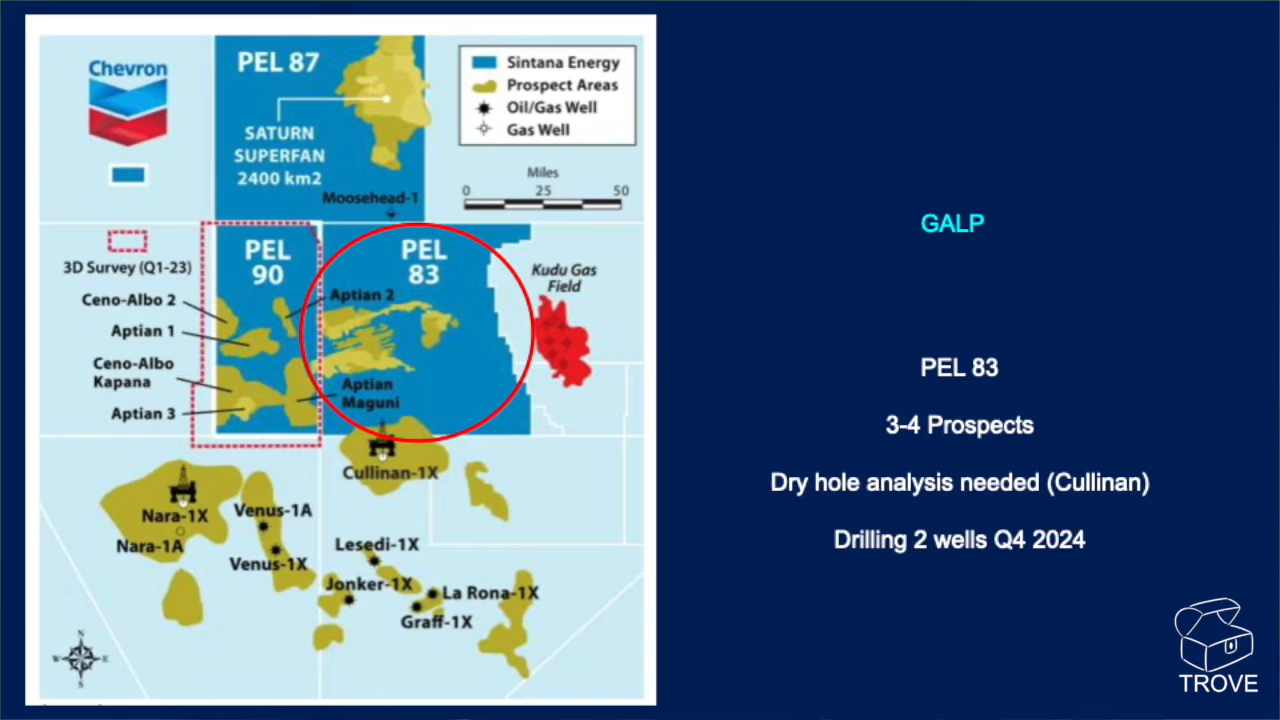 Chevron
PEL 87
SATURN
SUPERFAN
2400 km2
Moosehead-1
Sintana Energy
Prospect Areas
Oil/Gas Well
Gas Well
Miles
0 25 50
3D Survey (Q1-23)
PEL
90
PEL
83
Kudu Gas
Field
Ceno-Albo 2
Aptian 2
Aptian 1
Ceno-Albo
Kapana
Aptian
Maguni
Aptian 3
Cullinan-1X
Nara-1X
Venus-1A
Nara-1A
Venus-1X
Lesedi-1X
Jonker-1X
La Rona-1X
Graff-1X
N
W E
S
GALP
PEL 83
3-4 Prospects
Dry hole analysis needed (Cullinan)
Drilling 2 wells Q4 2024
TROVE